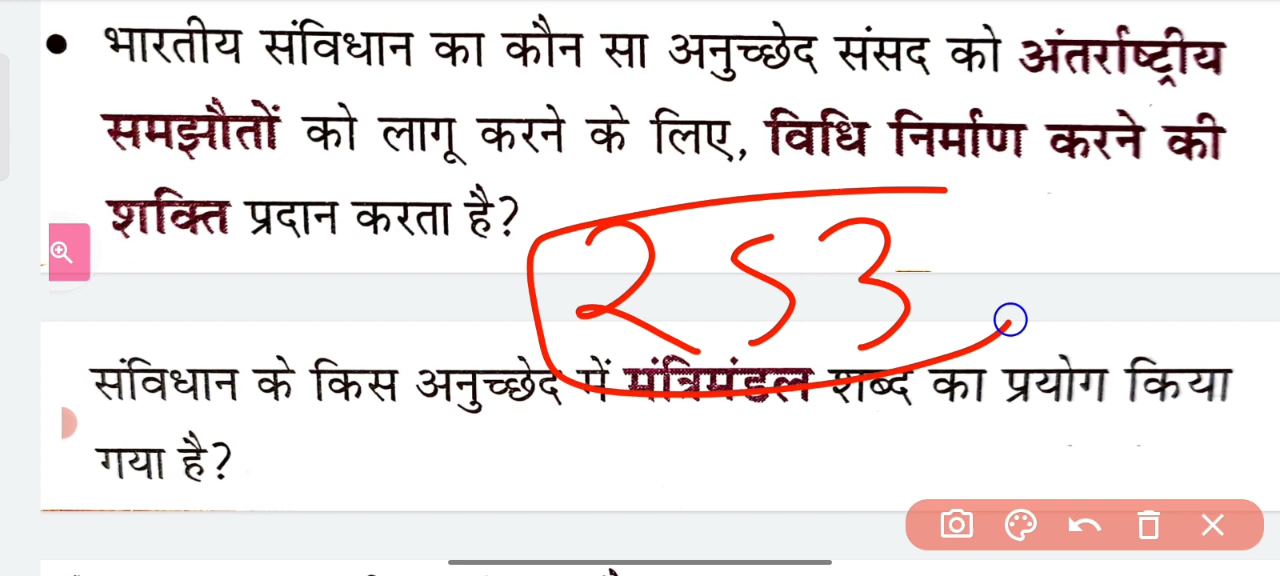 • भारतीय संविधान का कौन सा अनुच्छेद संसद को अंतर्राष्ट्रीय
समझौतों को लागू करने के लिए, विधि निर्माण करने की
शक्ति प्रदान करता है?
253
संविधान के किस अनुच्छेद में मंत्रिमंडल शब्द का प्रयोग किया
गया है?